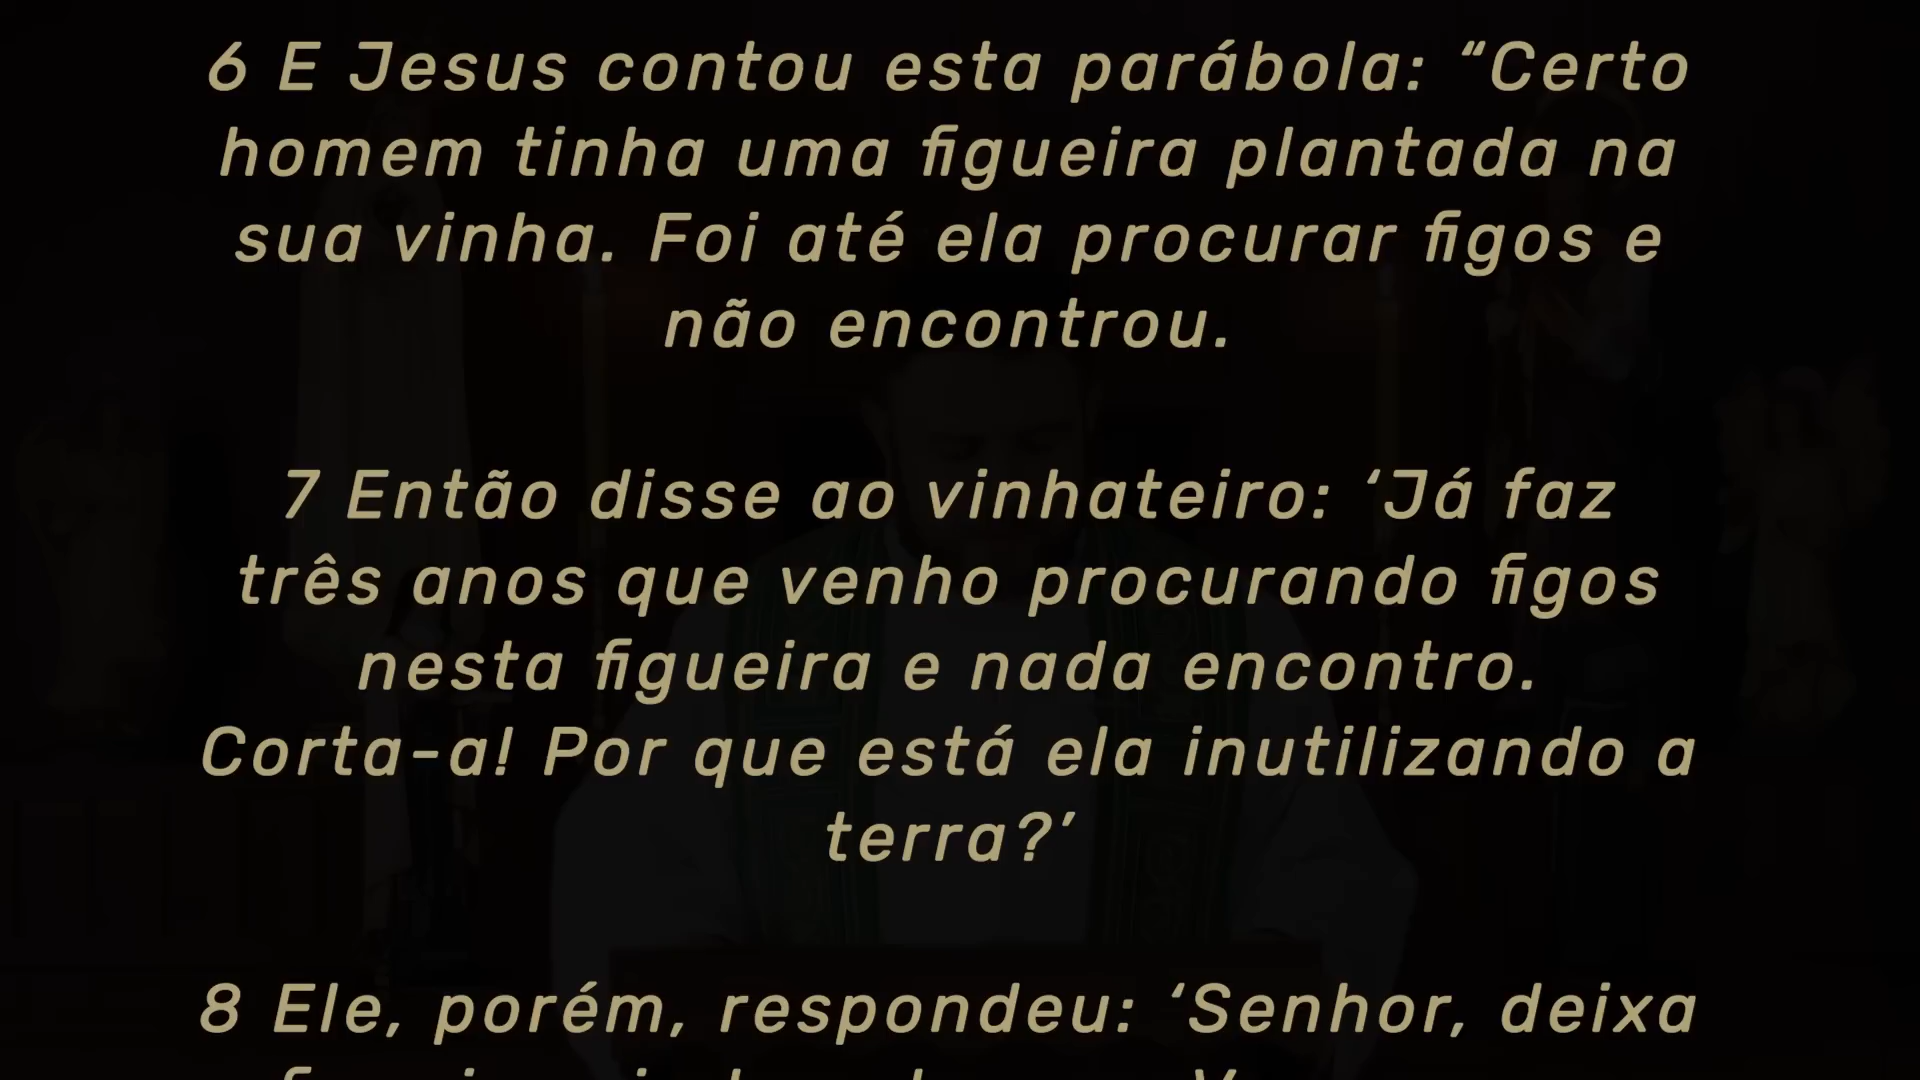 6 E Jesus contou esta parábola: “Certo
homem tinha uma figueira plantada na
sua vinha. Foi até ela procurar figos e
não encontrou.
7 Então disse ao vinhateiro: ‘Já faz
três anos que venho procurando figos
nesta figueira e nada encontro.
Corta-a! Por que está ela inutilizando a
terra?’
8 Ele, porém, respondeu: ‘Senhor, deixa